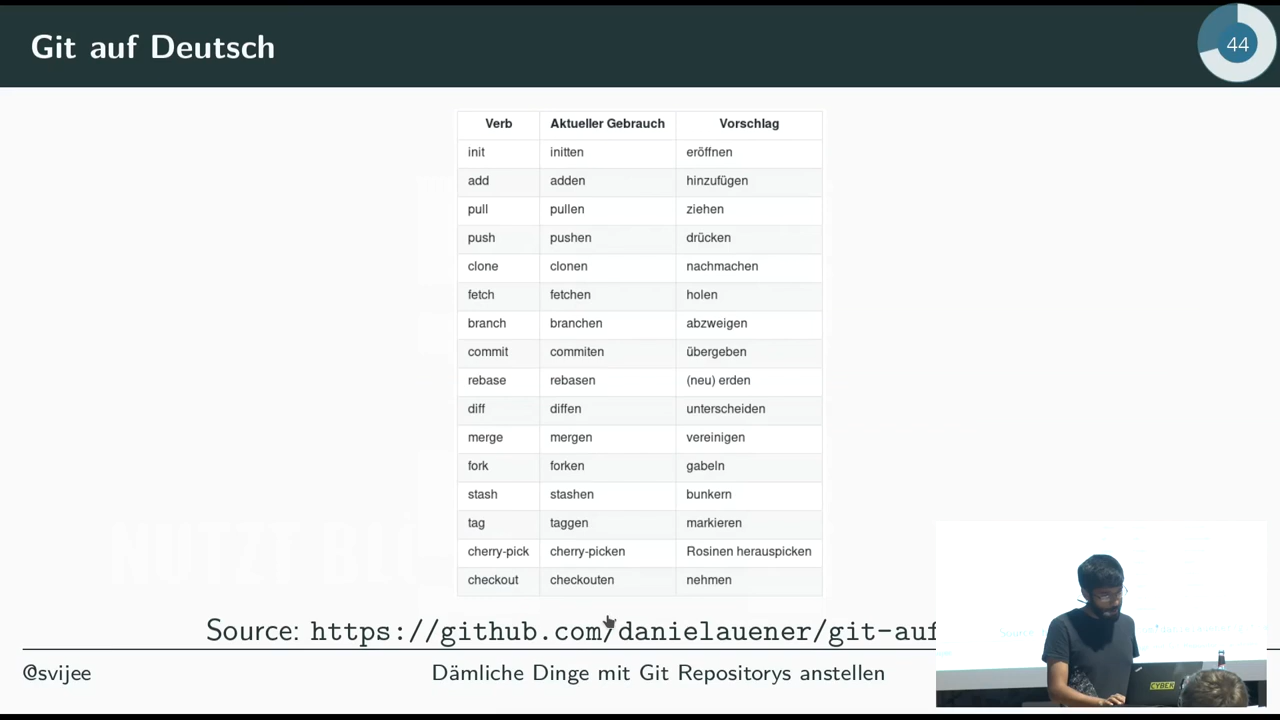 Git auf Deutsch
44
Verb Aktueller Gebrauch Vorschlag
init initten eröffnen
add adden hinzufügen
pull pullen ziehen
push pushen drücken
clone clonen nachmachen
fetch fetchen holen
branch branchen abzweigen
commit commiten übergeben
rebase rebasen (neu) erden
diff diffen unterscheiden
merge mergen vereinigen
fork forken gabeln
stash stashen bunkern
tag taggen markieren
cherry-pick cherry-picken Rosinen herauspicken
checkout checkouten nehmen
NUTZT
Source: https://github.com/danielauener/git-auf
@svijee Dämliche Dinge mit Git Repositorys anstellen
CYBER